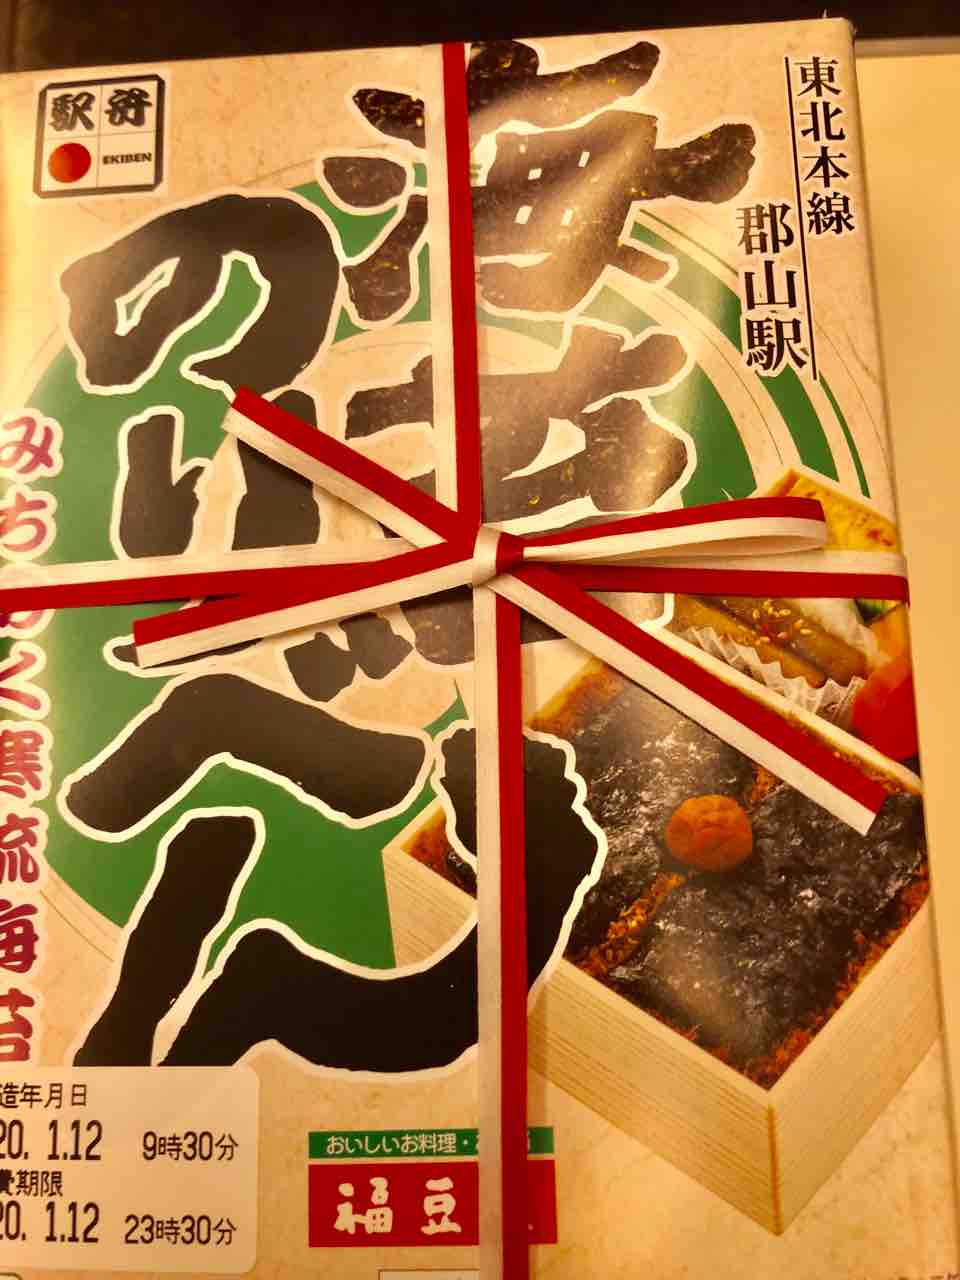 駅弁
EKIBEN
東北本線
郡山駅
海苔
のりべん
みちのく寒流海苔
造年月日
20. 1.12 9時30分
費期限
20. 1.12 23時30分
おいしいお料理・
福豆